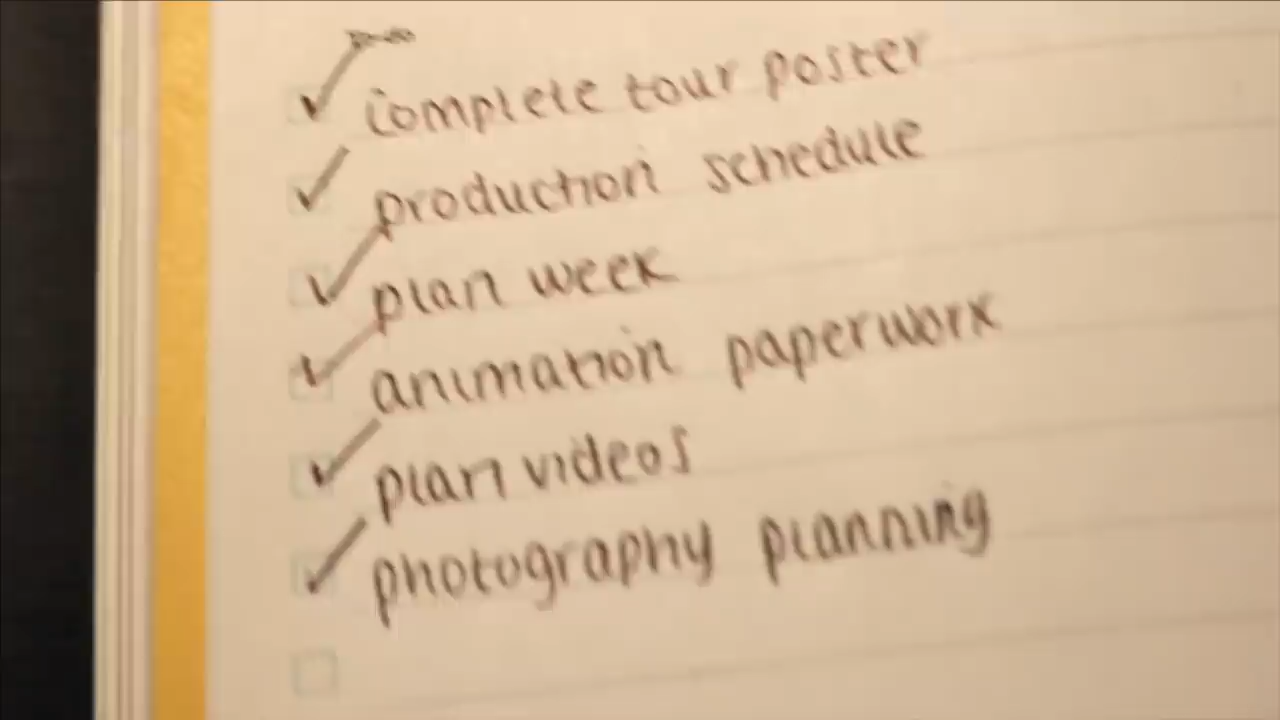 complete tour poster
production schedule
plan week
animation paperwork
plan videos
photography planning